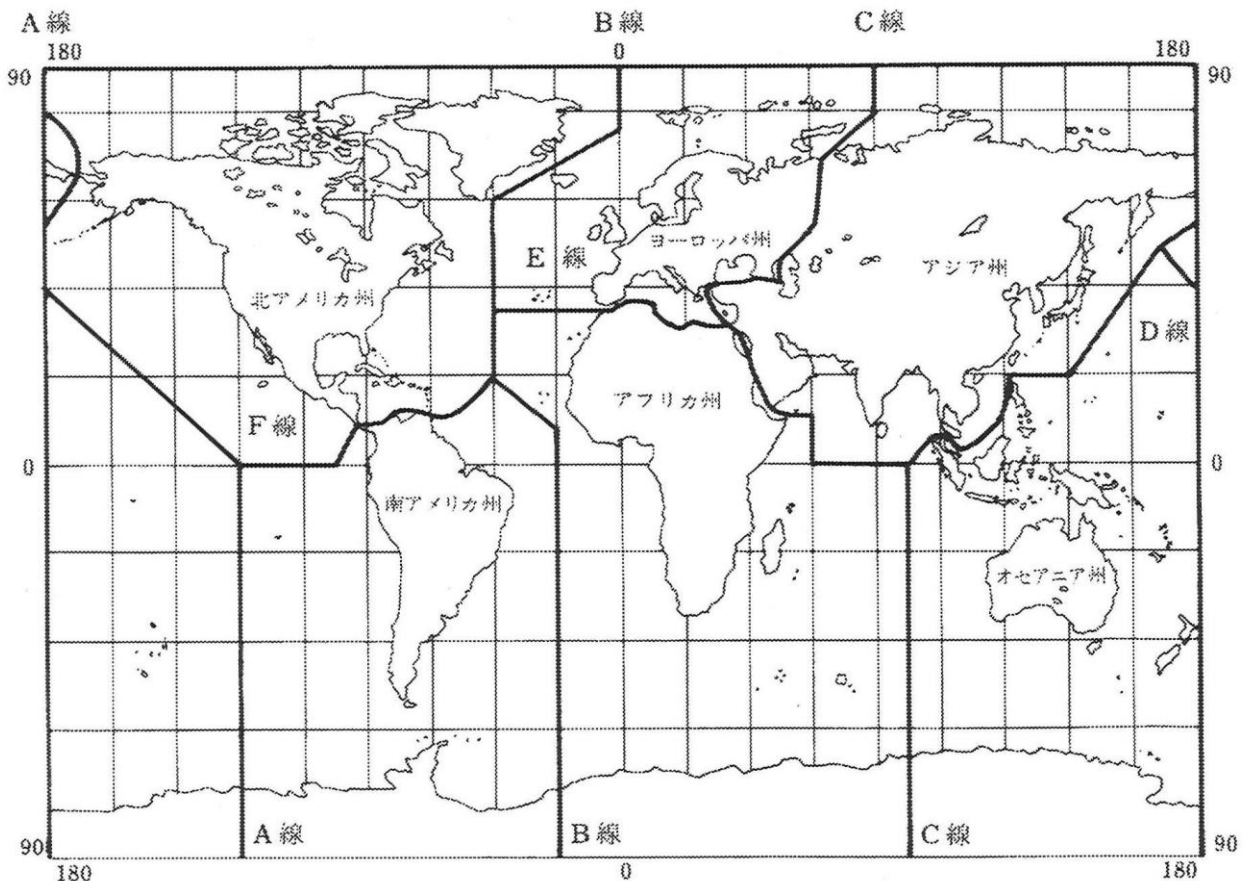 A線 B線 C線
180 0 180
90 90
ヨーロッパ州
E線
アジア州
北アメリカ州
D線
アフリカ州
F線
0 0
南アメリカ州
オセアニア州
A線 B線 C線
90 90
180 0 180